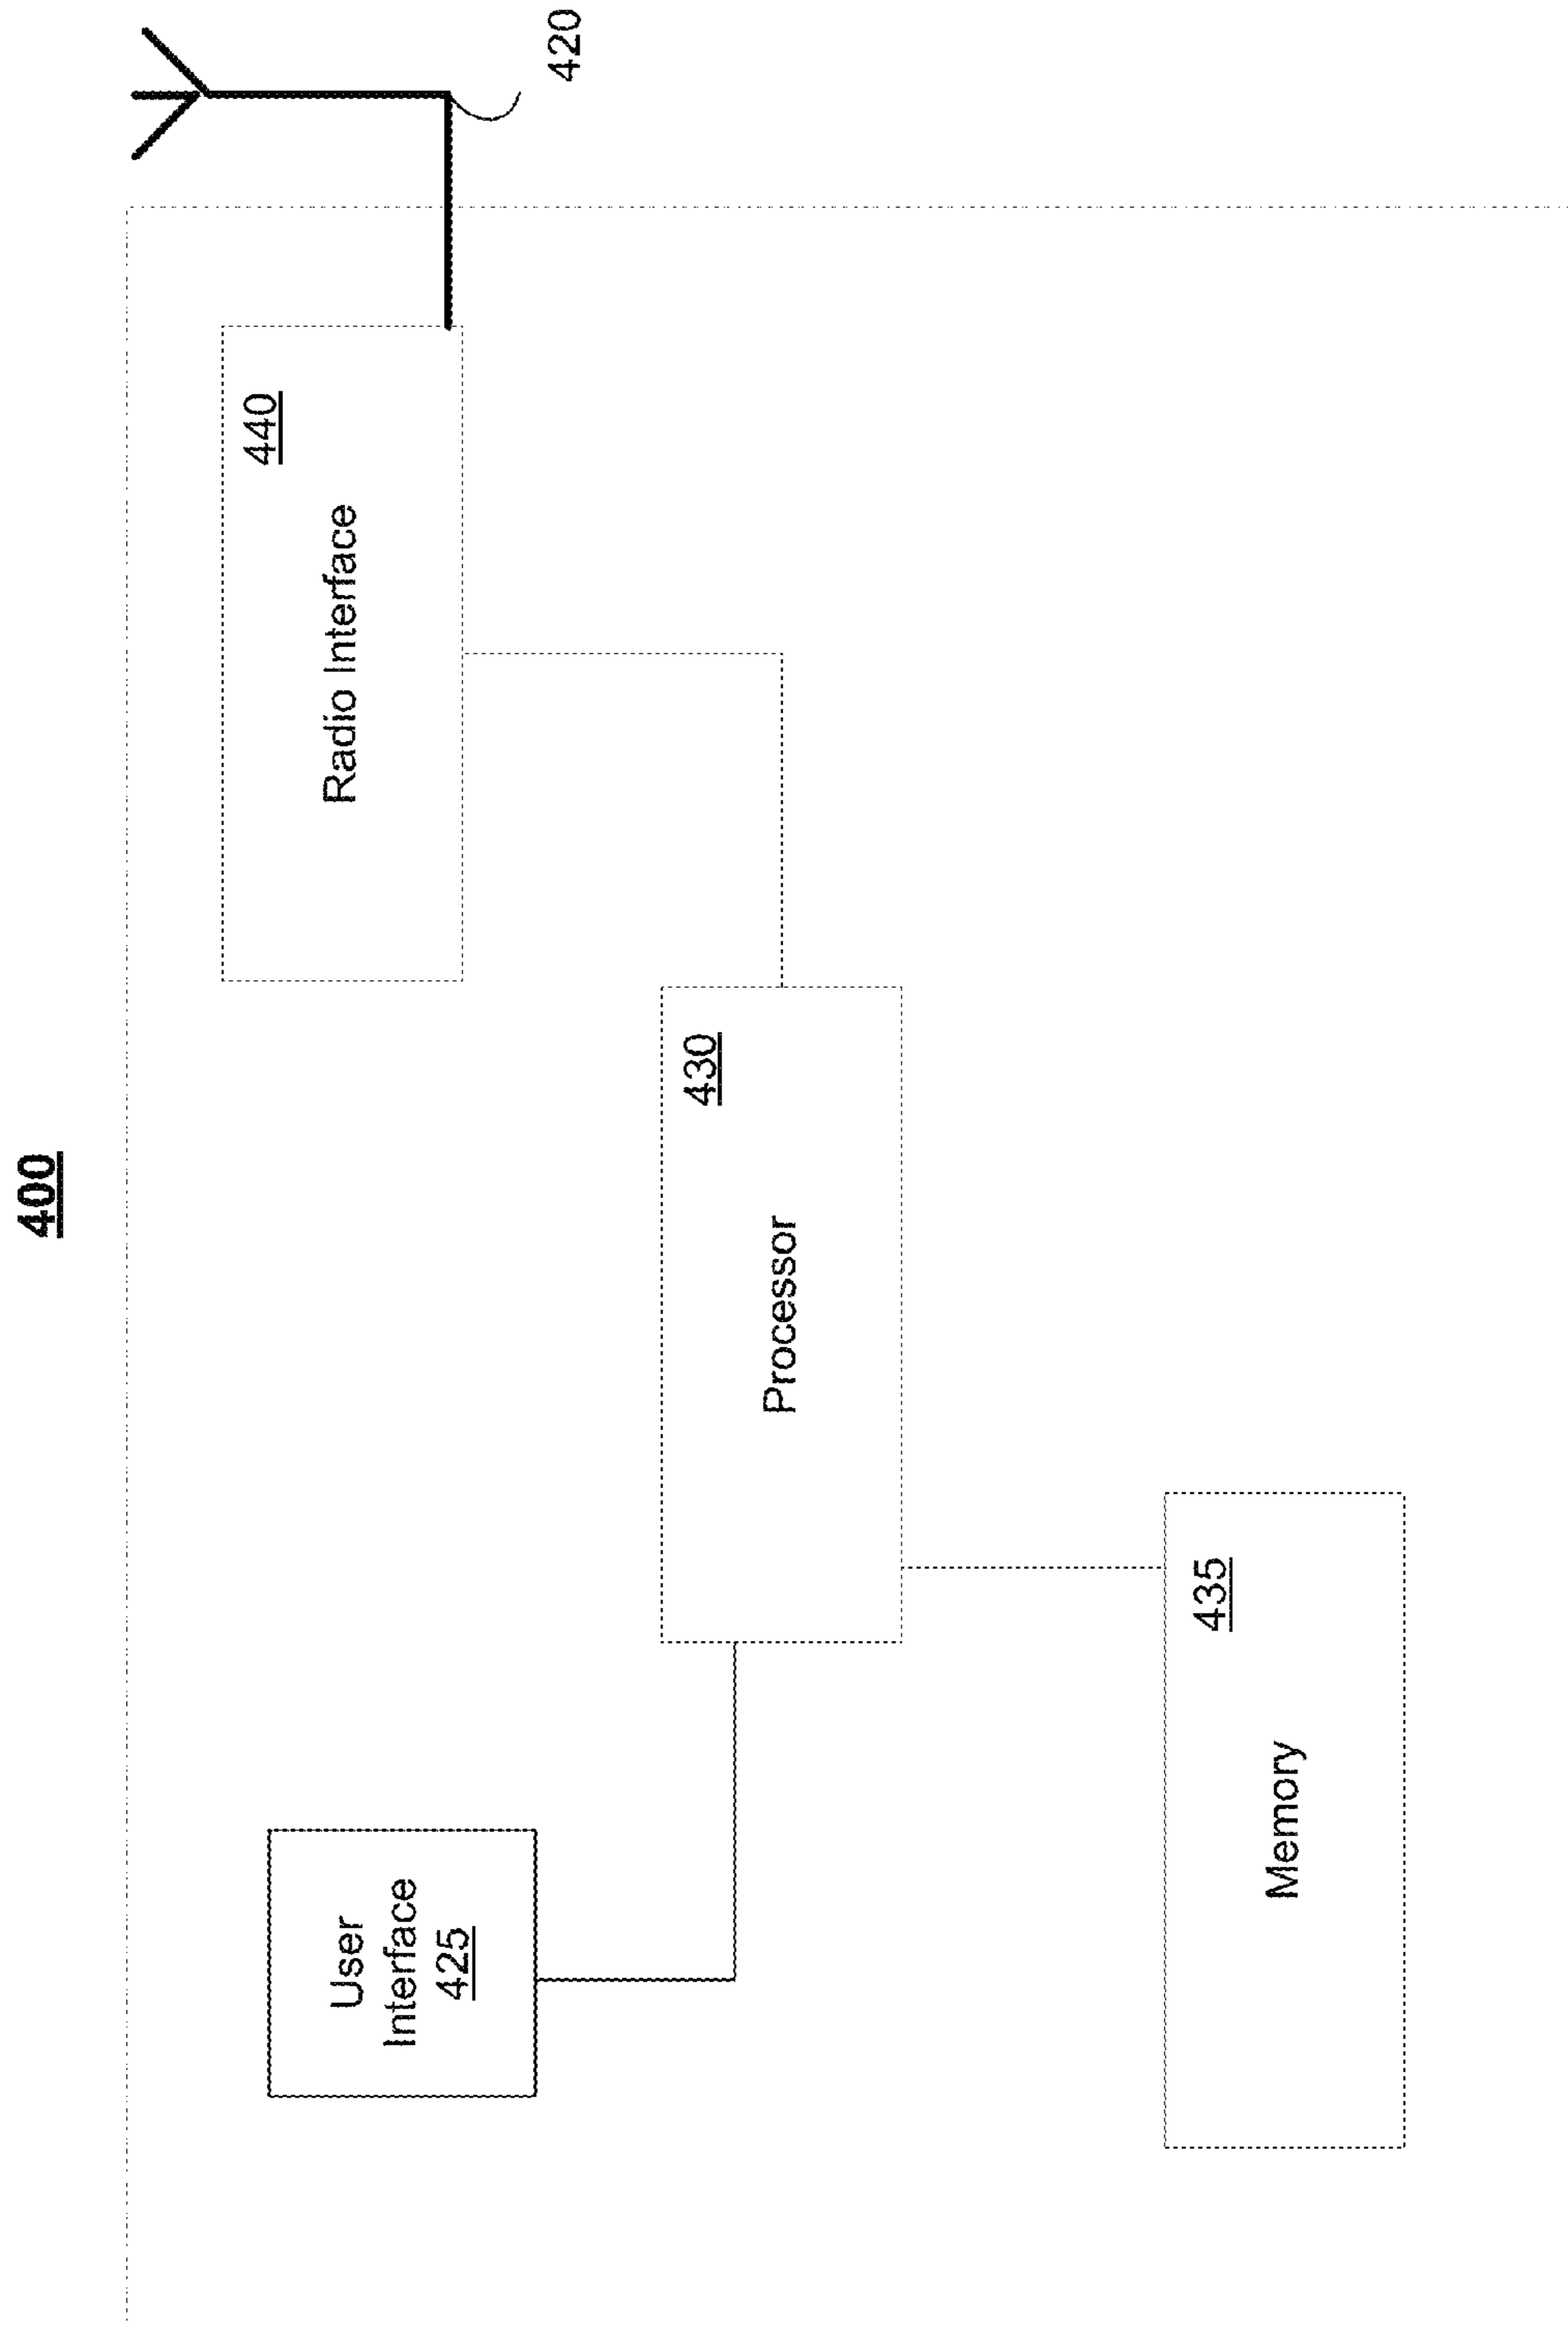 400
User
Interface
425
440
Radio Interface
420
430
Processor
435
Memory